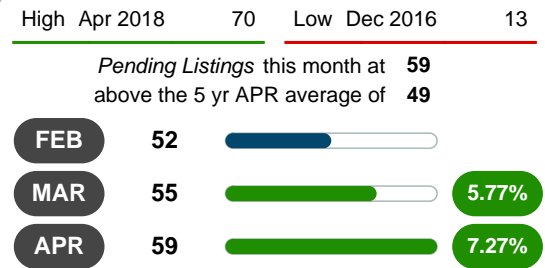 High Apr 2018 70 Low Dec 2016 13
Pending Listings this month at 59
above the 5 yr APR average of 49
FEB 52
MAR 55 5.77%
APR 59 7.27%